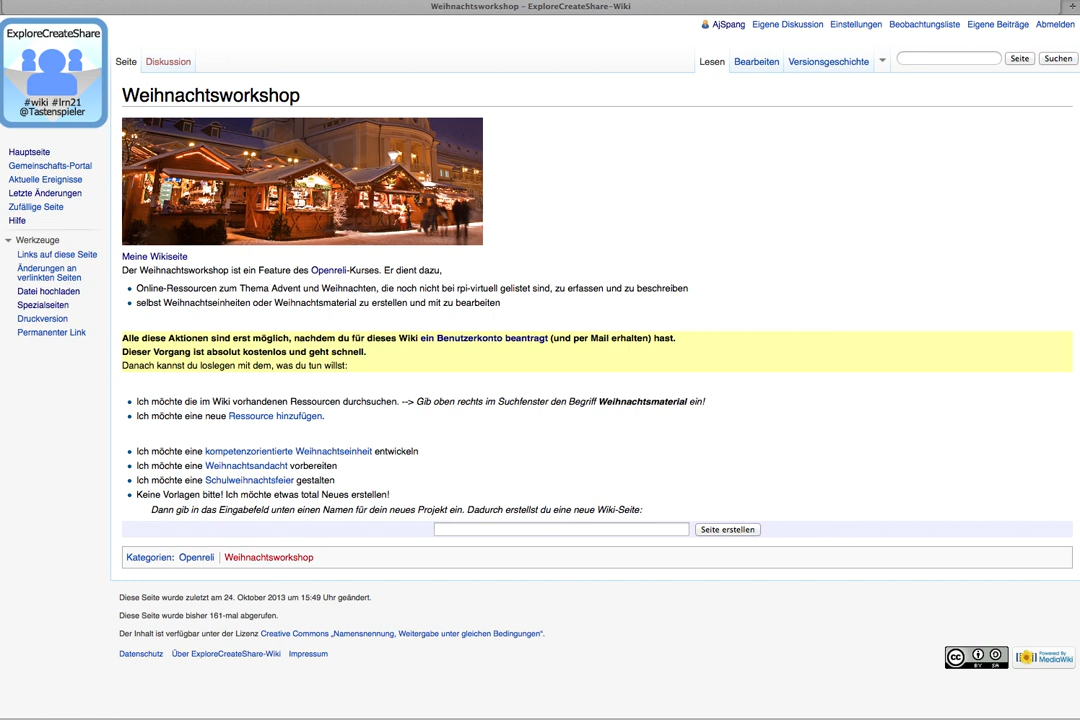 Weihnachtsworkshop – ExploreCreateShare-Wiki
ExploreCreateShare
#wiki #lrn21
@Tastenspieler
AjSpang Eigene Diskussion Einstellungen Beobachtungsliste Eigene Beiträge Abmelden
Seite Diskussion Lesen Bearbeiten Versionsgeschichte Seite Suchen
Hauptseite
Gemeinschafts-Portal
Aktuelle Ereignisse
Letzte Änderungen
Zufällige Seite
Hilfe
Werkzeuge
Links auf diese Seite
Änderungen an
verlinkten Seiten
Datei hochladen
Spezialseiten
Druckversion
Permanenter Link
Weihnachtsworkshop
Meine Wikiseite
Der Weihnachtsworkshop ist ein Feature des Openreli-Kurses. Er dient dazu,
Online-Ressourcen zum Thema Advent und Weihnachten, die noch nicht bei rpi-virtuell gelistet sind, zu erfassen und zu beschreiben
selbst Weihnachtseinheiten oder Weihnachtsmaterial zu erstellen und mit zu bearbeiten
Alle diese Aktionen sind erst möglich, nachdem du für dieses Wiki ein Benutzerkonto beantragt (und per Mail erhalten) hast.
Dieser Vorgang ist absolut kostenlos und geht schnell.
Danach kannst du loslegen mit dem, was du tun willst:
Ich möchte die im Wiki vorhandenen Ressourcen durchsuchen. --> Gib oben rechts im Suchfenster den Begriff Weihnachtsmaterial ein!
Ich möchte eine neue Ressource hinzufügen.
Ich möchte eine kompetenzorientierte Weihnachtseinheit entwickeln
Ich möchte eine Weihnachtsandacht vorbereiten
Ich möchte eine Schulweihnachtsfeier gestalten
Keine Vorlagen bitte! Ich möchte etwas total Neues erstellen!
Dann gib in das Eingabefeld unten einen Namen für dein neues Projekt ein. Dadurch erstellst du eine neue Wiki-Seite:
Seite erstellen
Kategorien: Openreli | Weihnachtsworkshop
Diese Seite wurde zuletzt am 24. Oktober 2013 um 15:49 Uhr geändert.
Diese Seite wurde bisher 161-mal abgerufen.
Der Inhalt ist verfügbar unter der Lizenz Creative Commons „Namensnennung, Weitergabe unter gleichen Bedingungen“.
Datenschutz Über ExploreCreateShare-Wiki Impressum
cc BY SA
Powered By
MediaWiki